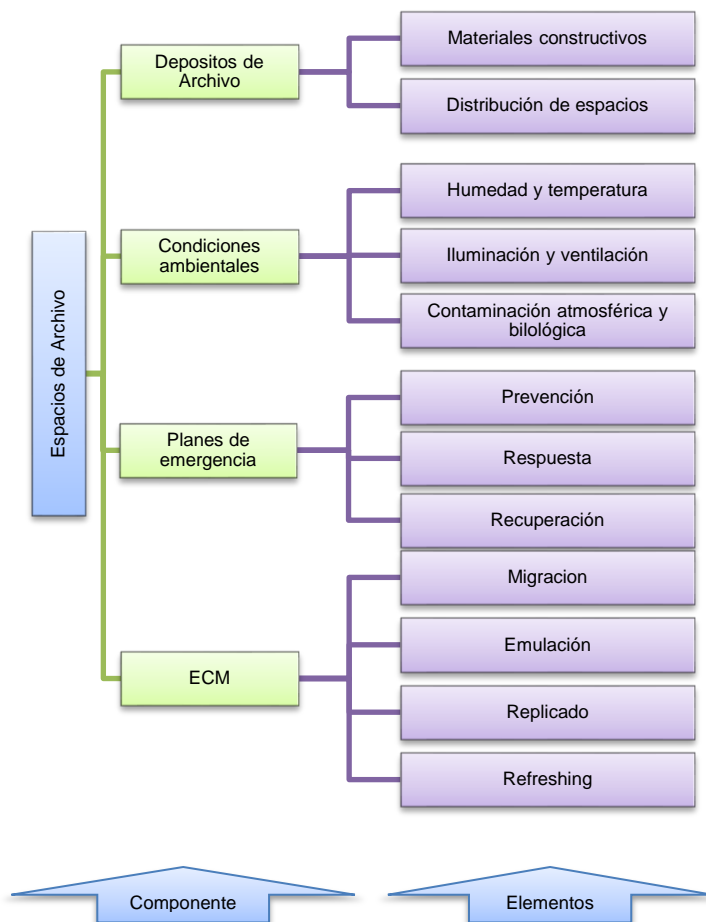 Espacios de Archivo
Depositos de
Archivo
Materiales constructivos
Distribución de espacios
Condiciones
ambientales
Humedad y temperatura
Iluminación y ventilación
Contaminación atmosférica y
bilológica
Planes de
emergencia
Prevención
Respuesta
Recuperación
ECM
Migracion
Emulación
Replicado
Refreshing
Componente
Elementos